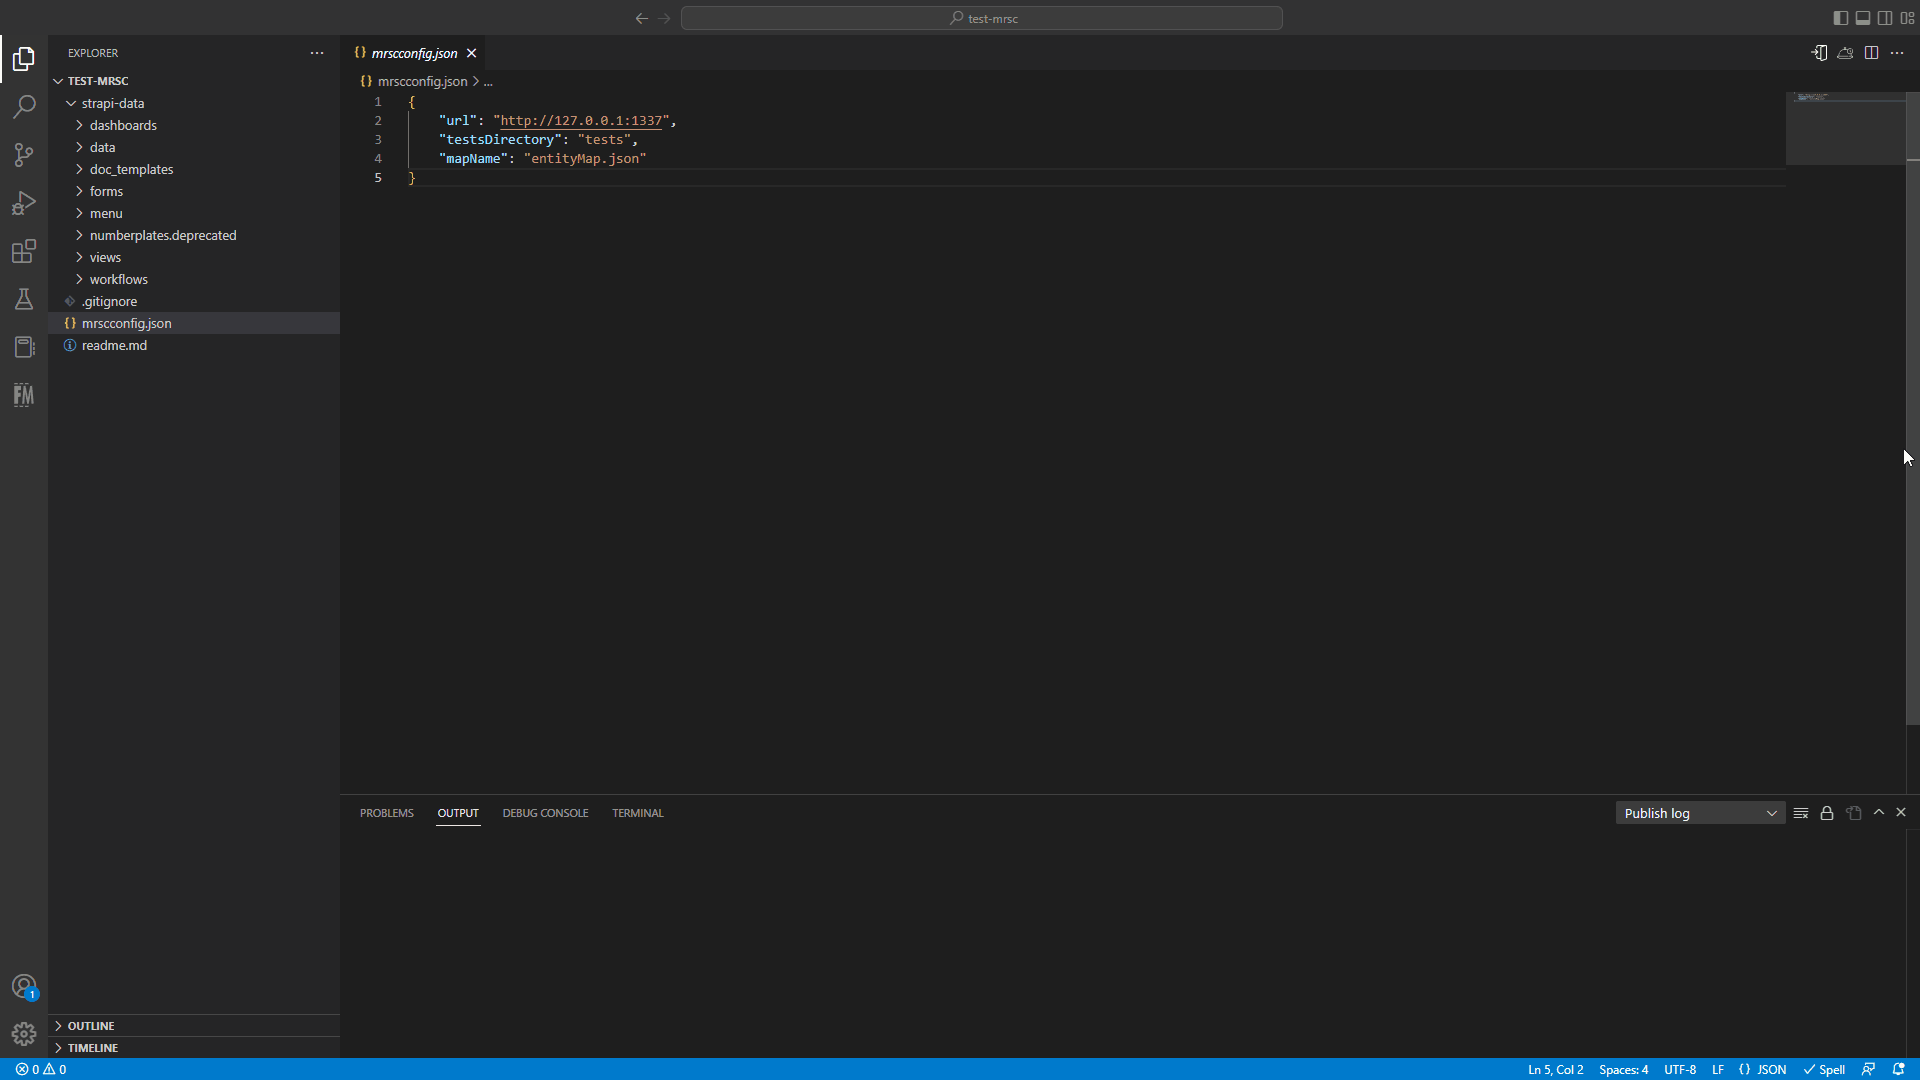 test-mrsc
EXPLORER
TEST-MRSC
strapi-data
dashboards
data
doc_templates
forms
menu
numberplates.deprecated
views
workflows
.gitignore
{} mrscconfig.json
readme.md
FM
1
OUTLINE
TIMELINE
{} mrscconfig.json
{} mrscconfig.json > ...
1 {
2 "url": "http://127.0.0.1:1337",
3 "testsDirectory": "tests",
4 "mapName": "entityMap.json"
5 }
PROBLEMS OUTPUT DEBUG CONSOLE TERMINAL Publish log
0 0 Ln 5, Col 2 Spaces: 4 UTF-8 LF {} JSON Spell